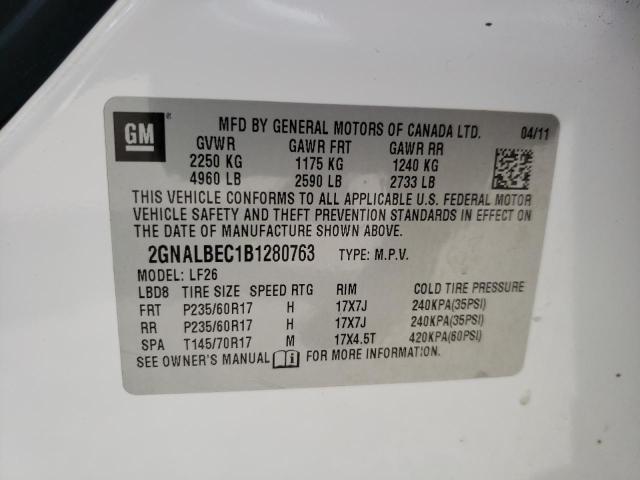 GM
MFD BY GENERAL MOTORS OF CANADA LTD. 04/11
GVWR GAWR FRT GAWR RR
2250 KG 1175 KG 1240 KG
4960 LB 2590 LB 2733 LB
THIS VEHICLE CONFORMS TO ALL APPLICABLE U.S. FEDERAL MOTOR
VEHICLE SAFETY AND THEFT PREVENTION STANDARDS IN EFFECT ON
THE DATE OF MANUFACTURE SHOWN ABOVE.
2GNALBEC1B1280763 TYPE: M.P.V.
MODEL: LF26
LBD8 TIRE SIZE SPEED RTG RIM COLD TIRE PRESSURE
FRT P235/60R17 H 17X7J 240KPA(35PSI)
RR P235/60R17 H 17X7J 240KPA(35PSI)
SPA T145/70R17 M 17X4.5T 420KPA(60PSI)
SEE OWNER'S MANUAL FOR MORE INFORMATION.